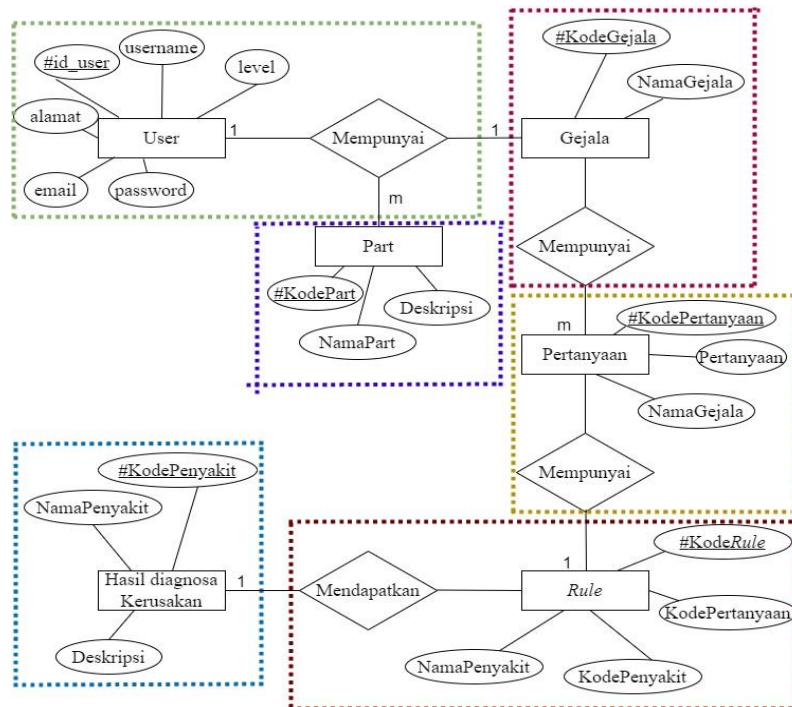 username
#id_user
level
alamat
User
email
password
1
Mempunyai
1
m
#KodeGejala
NamaGejala
Gejala
Mempunyai
m
Part
#KodePart
Deskripsi
NamaPart
#KodePertanyaan
Pertanyaan
Pertanyaan
NamaGejala
Mempunyai
1
#KodePenyakit
NamaPenyakit
Hasil diagnosa
Kerusakan
Deskripsi
1
Mendapatkan
Rule
#KodeRule
KodePertanyaan
NamaPenyakit
KodePenyakit